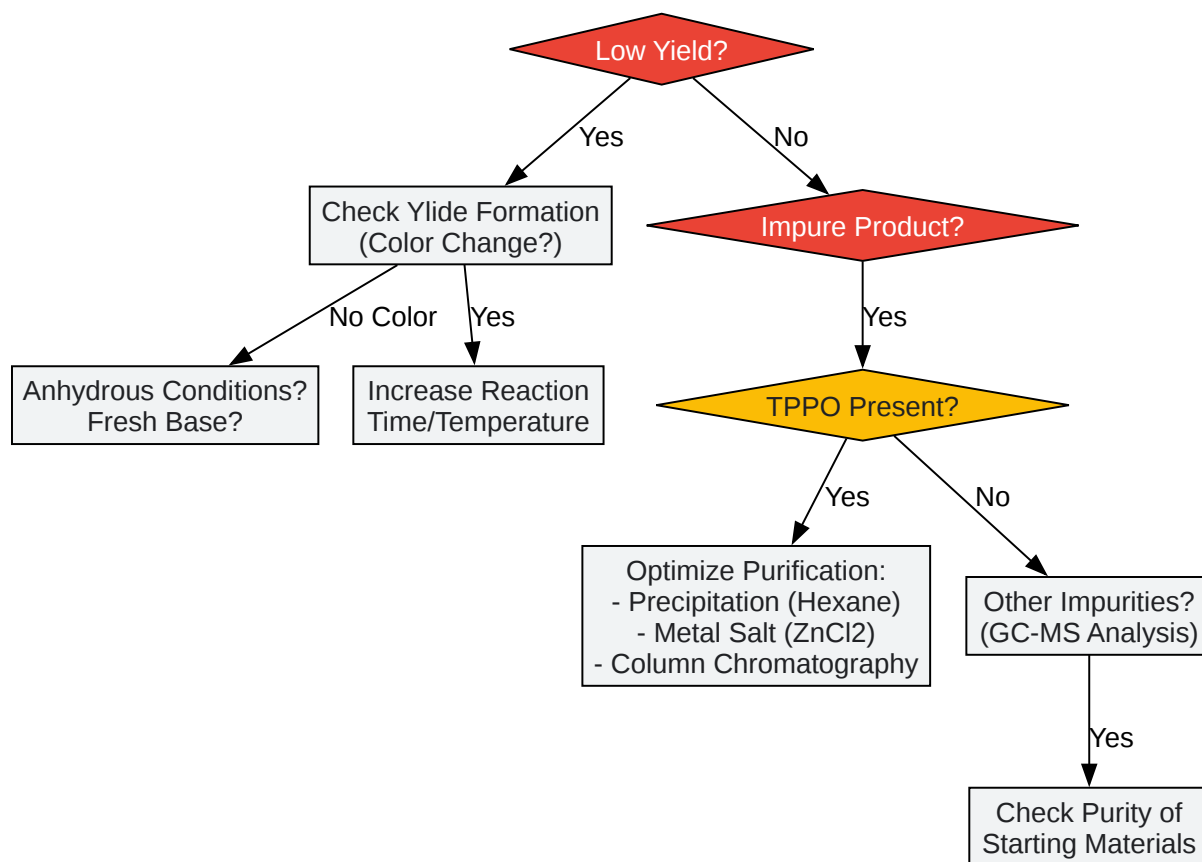 Low Yield?
Yes
No
Check Ylide Formation
(Color Change?)
Impure Product?
No Color
Yes
Yes
Anhydrous Conditions?
Fresh Base?
Increase Reaction
Time/Temperature
TPPO Present?
Yes
No
Optimize Purification:
- Precipitation (Hexane)
- Metal Salt (ZnCl2)
- Column Chromatography
Other Impurities?
(GC-MS Analysis)
Yes
Check Purity of
Starting Materials